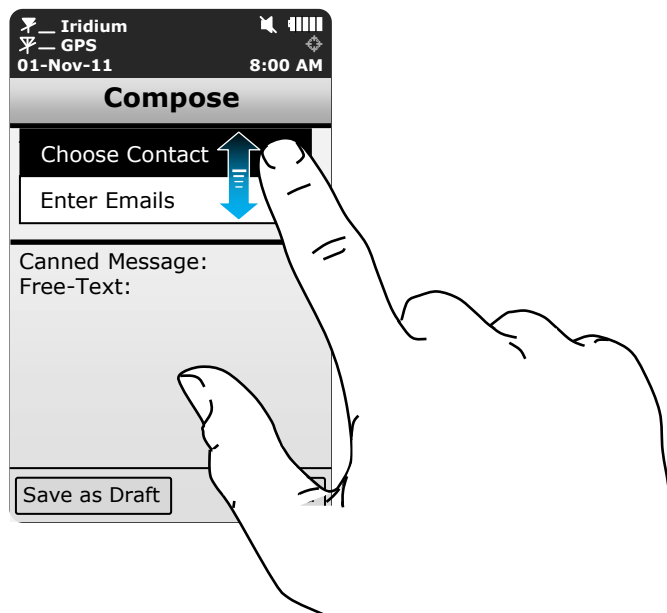 Iridium
GPS
01-Nov-11 8:00 AM
Compose
Choose Contact
Enter Emails
Canned Message:
Free-Text:
Save as Draft